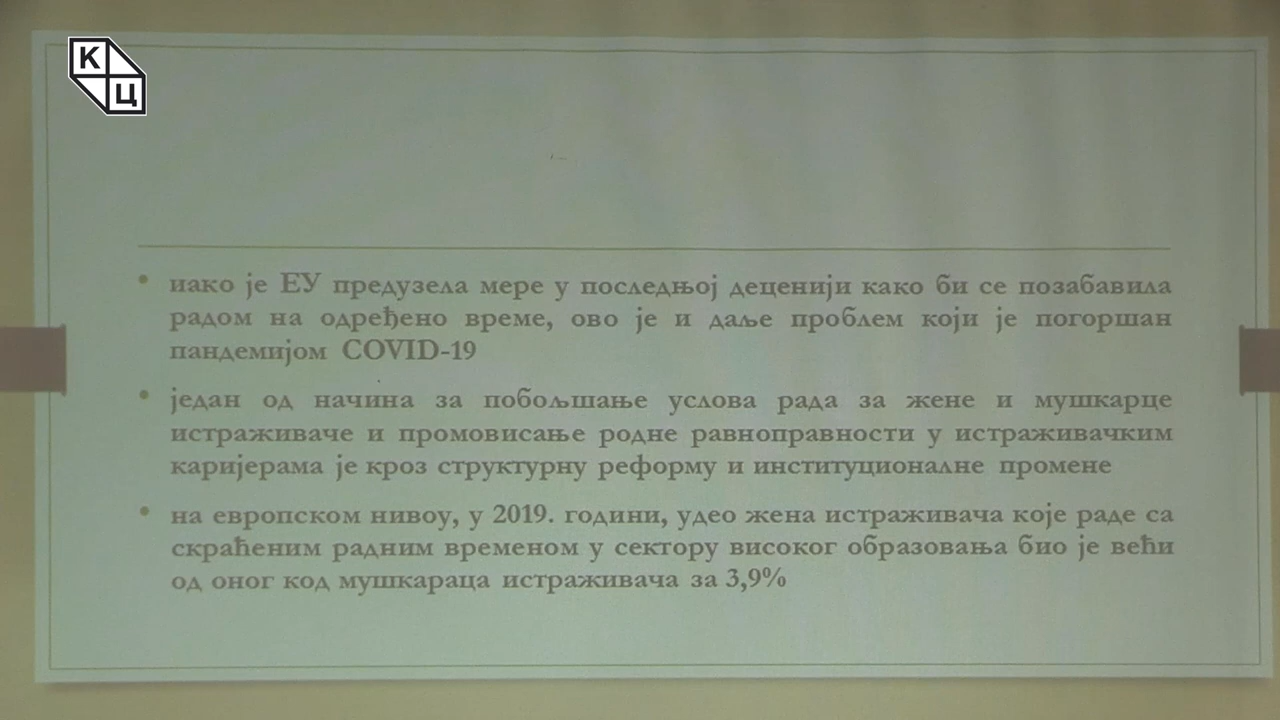 К
Ц
• иако је ЕУ предузела мере у последњој деценији како би се позабавила
радом на одређено време, ово је и даље проблем који је погоршан
пандемијом COVID-19
• један од начина за побољшање услова рада за жене и мушкарце
истраживаче и промовисање родне равноправности у истраживачким
каријерама је кроз структурну реформу и институционалне промене
• на европском нивоу, у 2019. години, удео жена истраживача које раде са
скраћеним радним временом у сектору високог образовања био је већи
од оног код мушкараца истраживача за 3,9%